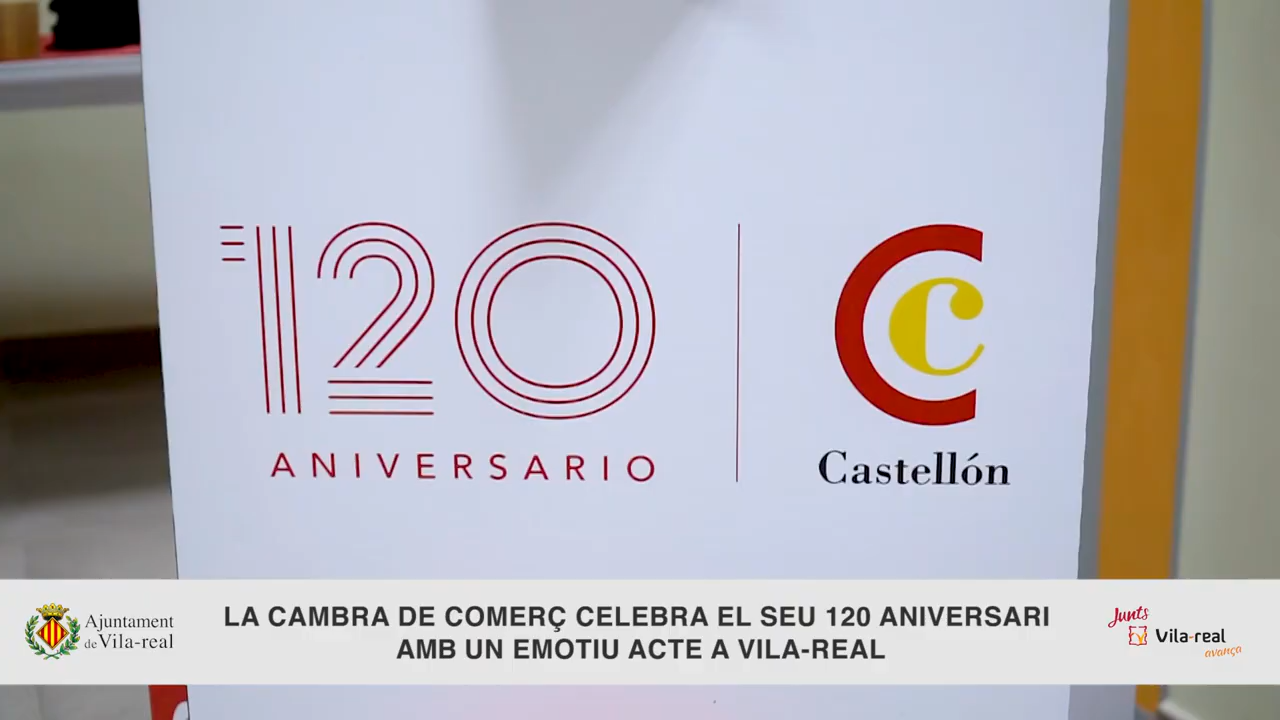 120
ANIVERSARIO
Cc
Castellón
Ajuntament
de Vila-real
LA CAMBRA DE COMERÇ CELEBRA EL SEU 120 ANIVERSARI
AMB UN EMOTIU ACTE A VILA-REAL
Junts
Vila-real
avança